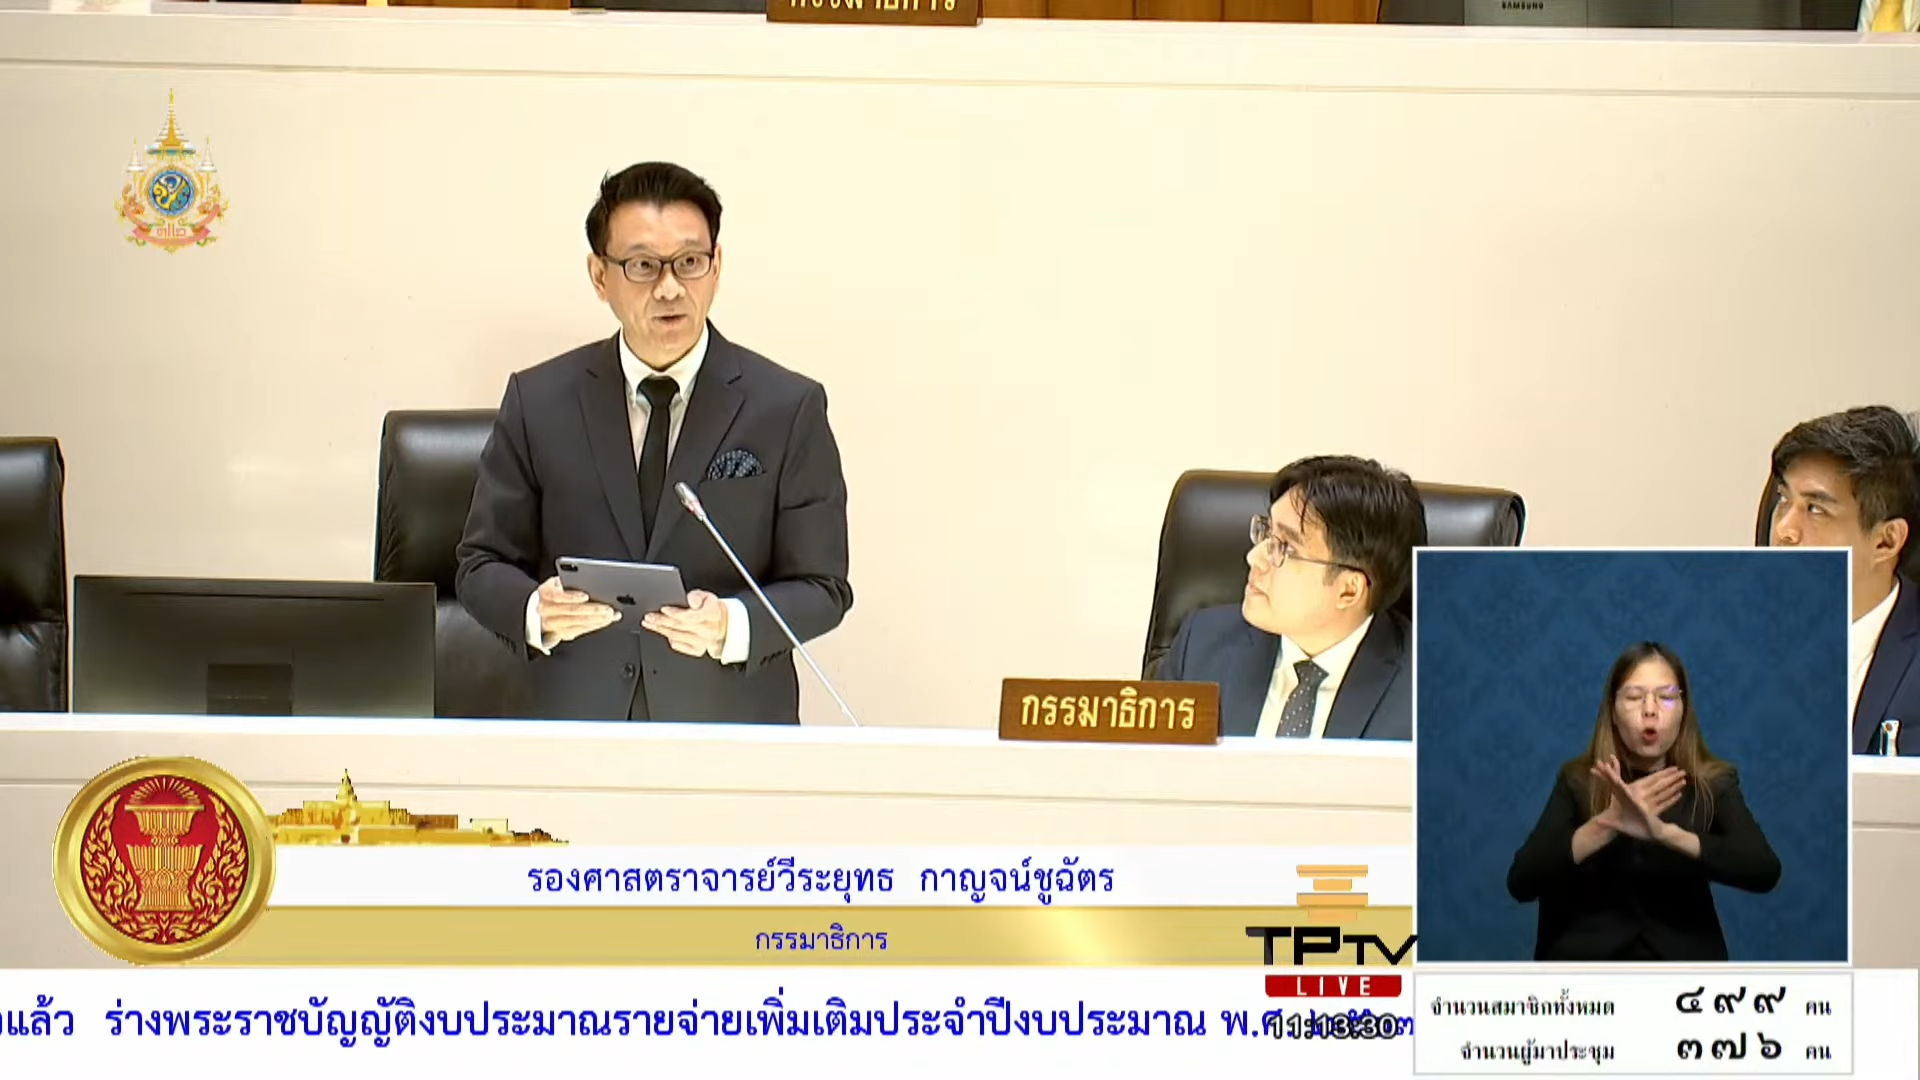 SAMSUNG
กรรมาธิการ
รองศาสตราจารย์วีระยุทธ กาญจน์ชูฉัตร
กรรมาธิการ
TPTV
LIVE
แล้ว ร่างพระราชบัญญัติงบประมาณรายจ่ายเพิ่มเติมประจำปีงบประมาณ พ.ศ.
11:13:30
จำนวนสมาชิกทั้งหมด ๔๙๙ คน
จำนวนผู้มาประชุม ๓๗๖ คน